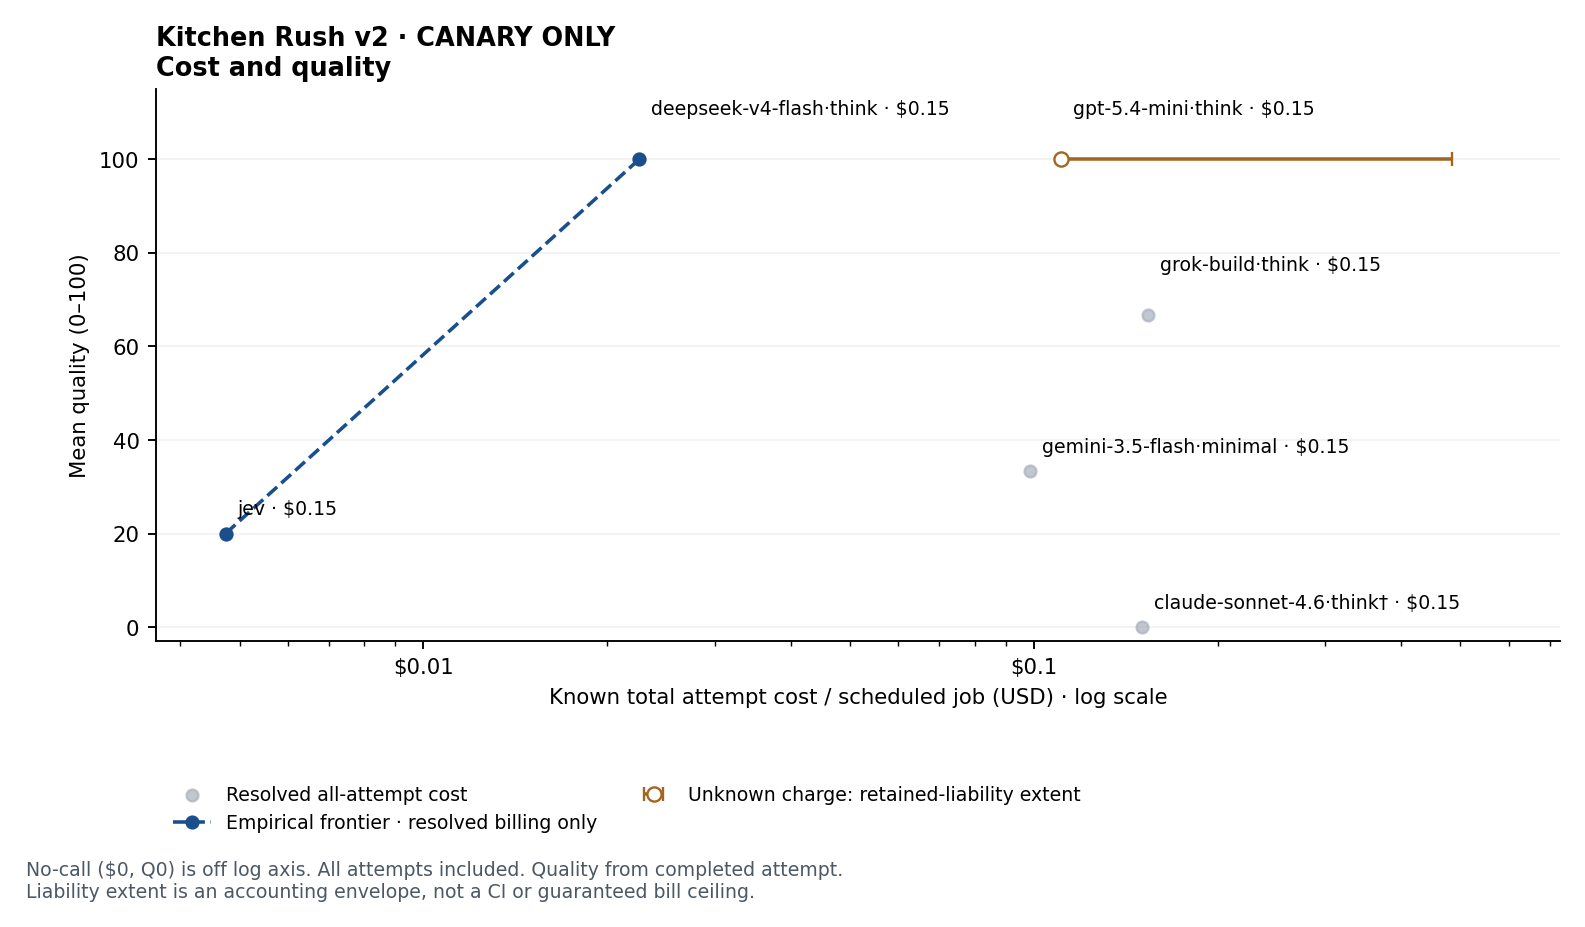 Kitchen Rush v2 · CANARY ONLY
Cost and quality
deepseek-v4-flash·think · $0.15
gpt-5.4-mini·think · $0.15
grok-build·think · $0.15
gemini-3.5-flash·minimal · $0.15
jev · $0.15
claude-sonnet-4.6·think† · $0.15
Mean quality (0–100)
100
80
60
40
20
0
$0.01
$0.1
Known total attempt cost / scheduled job (USD) · log scale
Resolved all-attempt cost
Empirical frontier · resolved billing only
Unknown charge: retained-liability extent
No-call ($0, Q0) is off log axis. All attempts included. Quality from completed attempt.
Liability extent is an accounting envelope, not a CI or guaranteed bill ceiling.